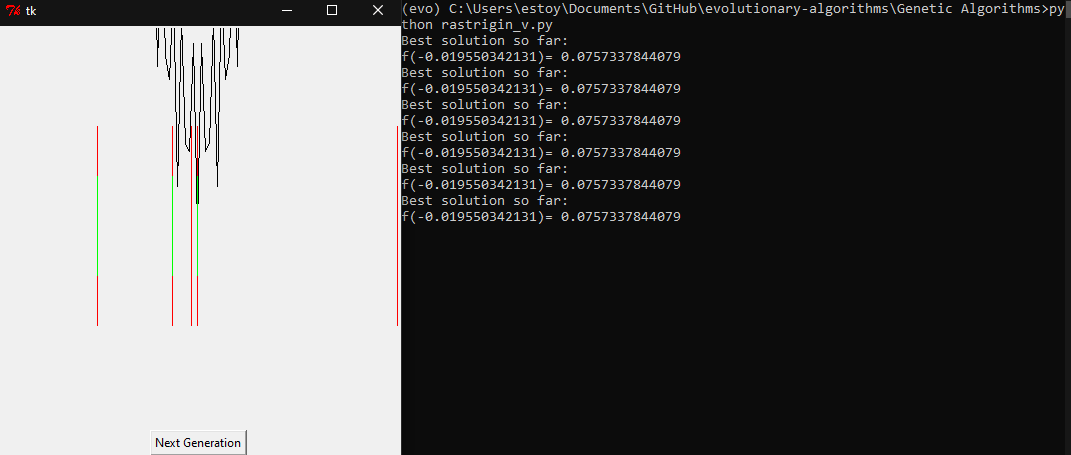 tk
Next Generation
(evo) C:\Users\estoy\Documents\GitHub\evolutionary-algorithms\Genetic Algorithms>py
thon rastrigin_v.py
Best solution so far:
f(-0.019550342131)= 0.0757337844079
Best solution so far:
f(-0.019550342131)= 0.0757337844079
Best solution so far:
f(-0.019550342131)= 0.0757337844079
Best solution so far:
f(-0.019550342131)= 0.0757337844079
Best solution so far:
f(-0.019550342131)= 0.0757337844079
Best solution so far:
f(-0.019550342131)= 0.0757337844079